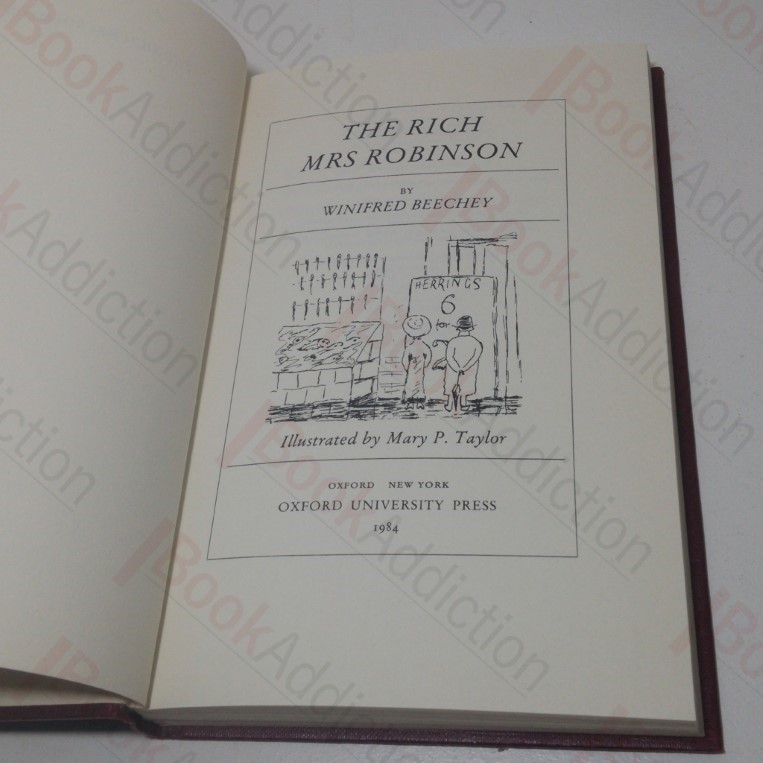 THE RICH
MRS ROBINSON
BY
WINIFRED BEECHEY
HERRINGS
6
for
Illustrated by Mary P. Taylor
OXFORD NEW YORK
OXFORD UNIVERSITY PRESS
1984
BookAddiction